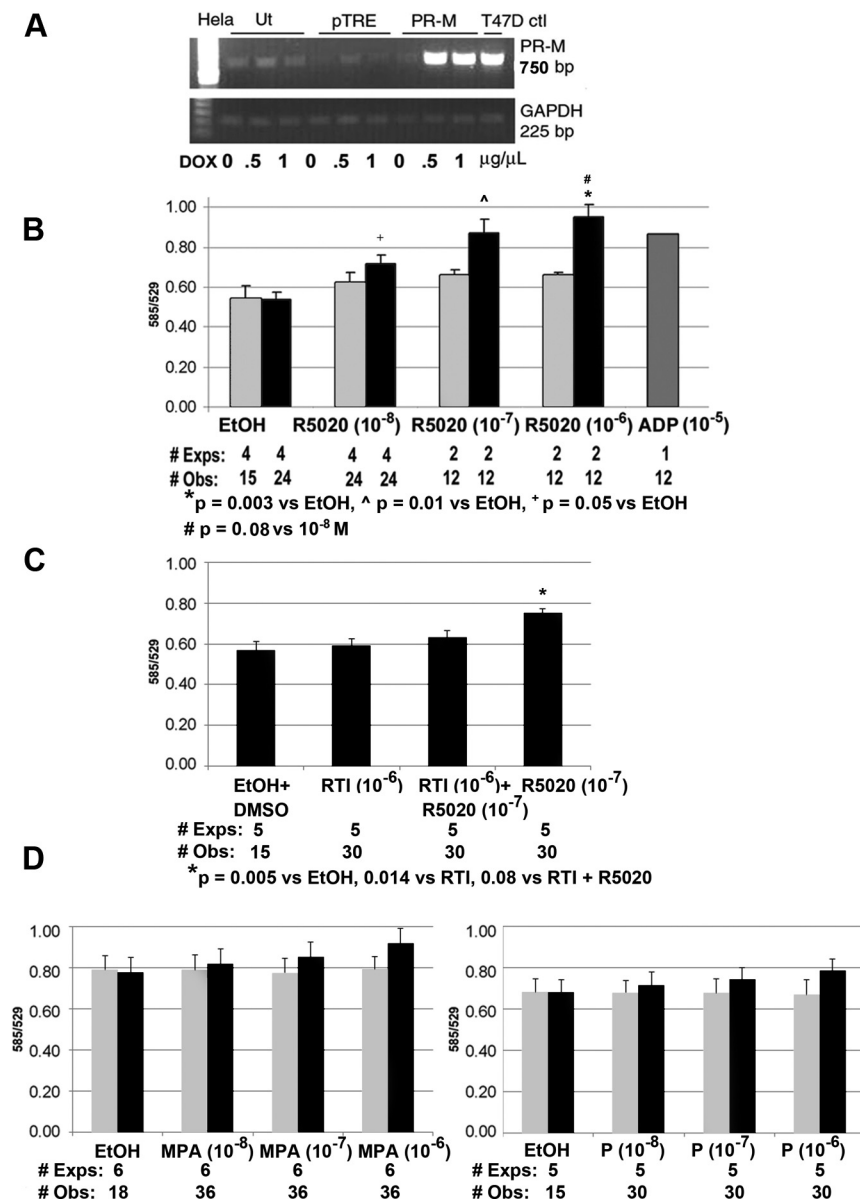 A
Hela Ut pTRE PR-M T47D ctl
PR-M
750 bp
GAPDH
225 bp
DOX 0 .5 1 0 .5 1 0 .5 1 µg/µL
B
1.00
0.80
0.60
0.40
0.20
0.00
585/529
+
^
#
*
EtOH R5020 (10-8) R5020 (10-7) R5020 (10-6) ADP (10-5)
# Exps: 4 4 4 4 2 2 2 2 1
# Obs: 15 24 24 24 12 12 12 12 12
*p = 0.003 vs EtOH, ^ p = 0.01 vs EtOH, + p = 0.05 vs EtOH
# p = 0.08 vs 10-8 M
C
1.00
0.80
0.60
0.40
0.20
0.00
585/529
*
EtOH+ RTI (10-6) RTI (10-6)+ R5020 (10-7)
DMSO R5020 (10-7)
# Exps: 5 5 5 5
# Obs: 15 30 30 30
*p = 0.005 vs EtOH, 0.014 vs RTI, 0.08 vs RTI + R5020
D
1.00
0.80
0.60
0.40
0.20
0.00
585/529
EtOH MPA (10-8) MPA (10-7) MPA (10-6)
# Exps: 6 6 6 6
# Obs: 18 36 36 36
1.00
0.80
0.60
0.40
0.20
0.00
585/529
EtOH P (10-8) P (10-7) P (10-6)
# Exps: 5 5 5 5
# Obs: 15 30 30 30